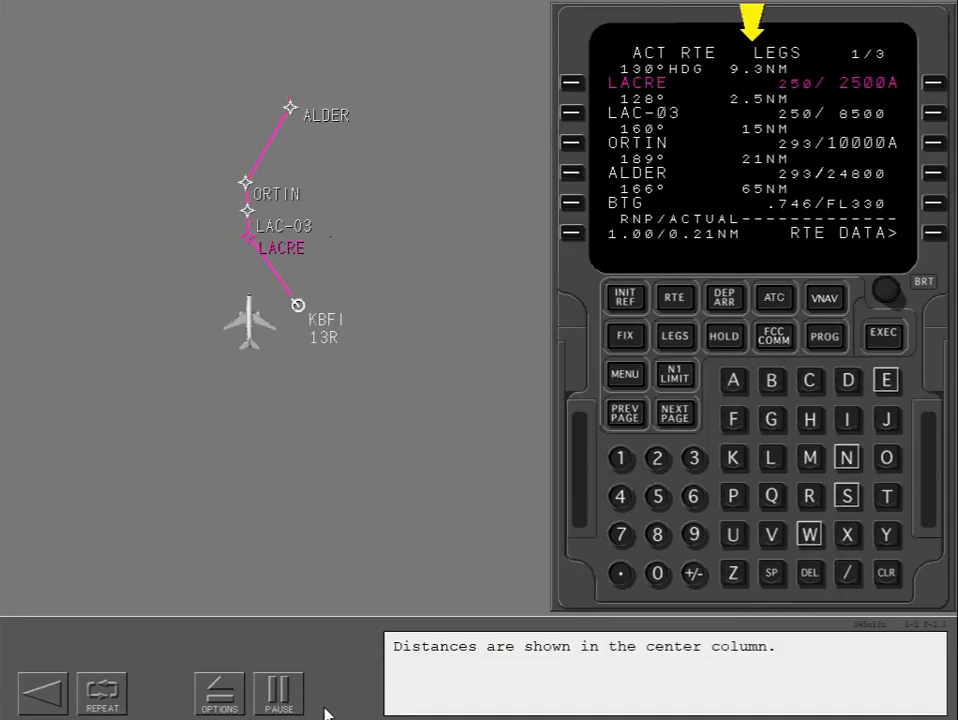 ACT RTE LEGS 1/3
130°HDG 9.3NM
LACRE 250/ 2500A
128° 2.5NM
LAC-03 250/ 8500
160° 15NM
ORTIN 293/10000A
189° 21NM
ALDER 293/24800
166° 65NM
BTG .746/FL330
RNP/ACTUAL-------------
1.00/0.21NM RTE DATA>
ALDER
ORTIN
LAC-03
LACRE
KBFI
13R
BRT
INIT REF
RTE
DEP ARR
ATC
VNAV
FIX
LEGS
HOLD
FCC COMM
PROG
EXEC
MENU
N1 LIMIT
PREV PAGE
NEXT PAGE
A B C D E
F G H I J
1 2 3 K L M N O
4 5 6 P Q R S T
7 8 9 U V W X Y
. 0 +/- Z SP DEL / CLR
Distances are shown in the center column.
REPEAT
OPTIONS
PAUSE